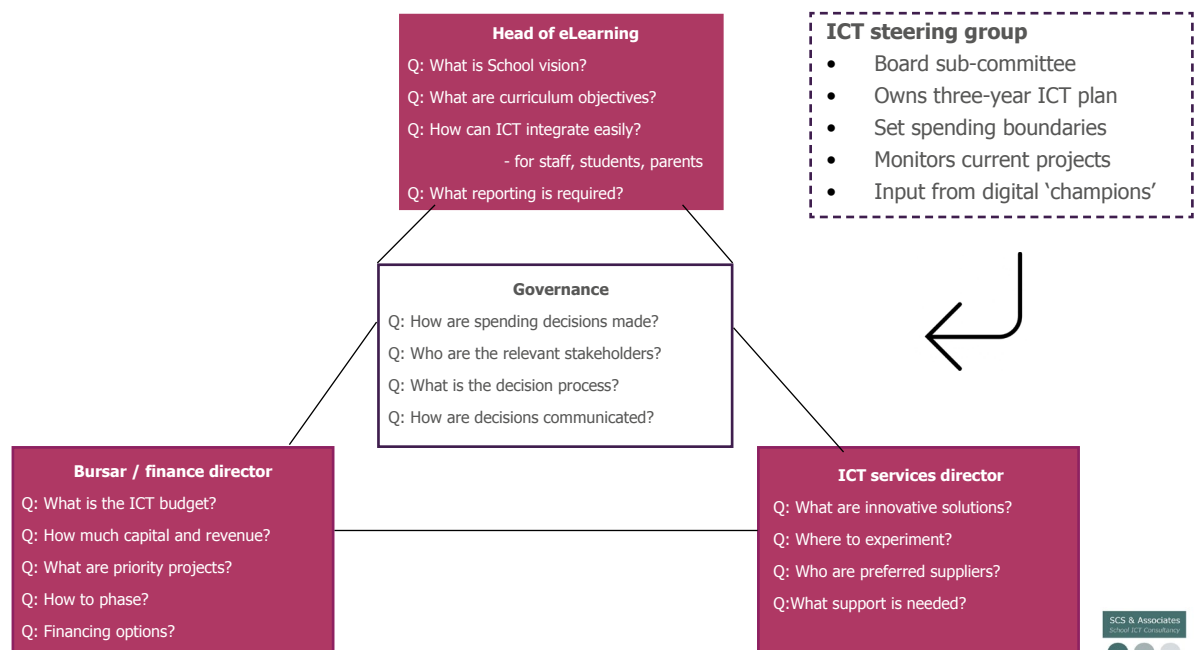 Head of eLearning
Q: What is School vision?
Q: What are curriculum objectives?
Q: How can ICT integrate easily?
- for staff, students, parents
Q: What reporting is required?
ICT steering group
• Board sub-committee
• Owns three-year ICT plan
• Set spending boundaries
• Monitors current projects
• Input from digital ‘champions’
Governance
Q: How are spending decisions made?
Q: Who are the relevant stakeholders?
Q: What is the decision process?
Q: How are decisions communicated?
Bursar / finance director
Q: What is the ICT budget?
Q: How much capital and revenue?
Q: What are priority projects?
Q: How to phase?
Q: Financing options?
ICT services director
Q: What are innovative solutions?
Q: Where to experiment?
Q: Who are preferred suppliers?
Q:What support is needed?
SCS & Associates
School ICT Consultancy